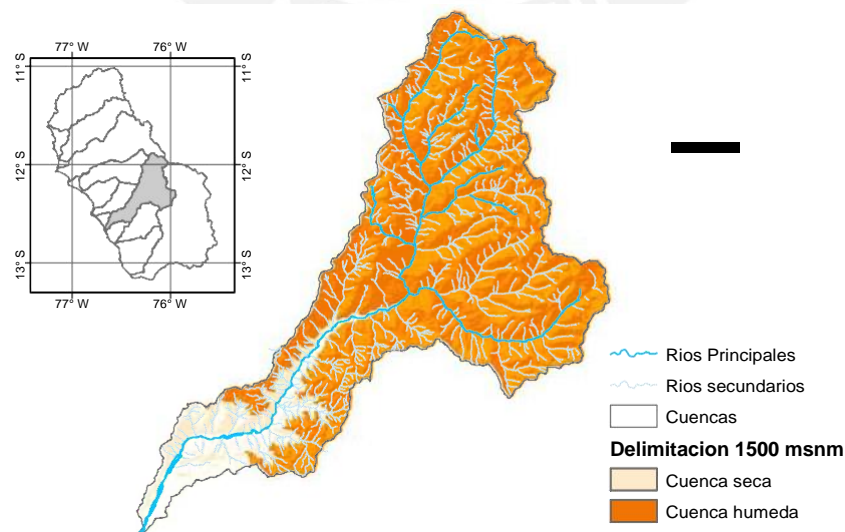 77° W 76° W
11° S 11° S
12° S 12° S
13° S 13° S
77° W 76° W
Rios Principales
Rios secundarios
Cuencas
Delimitacion 1500 msnm
Cuenca seca
Cuenca humeda